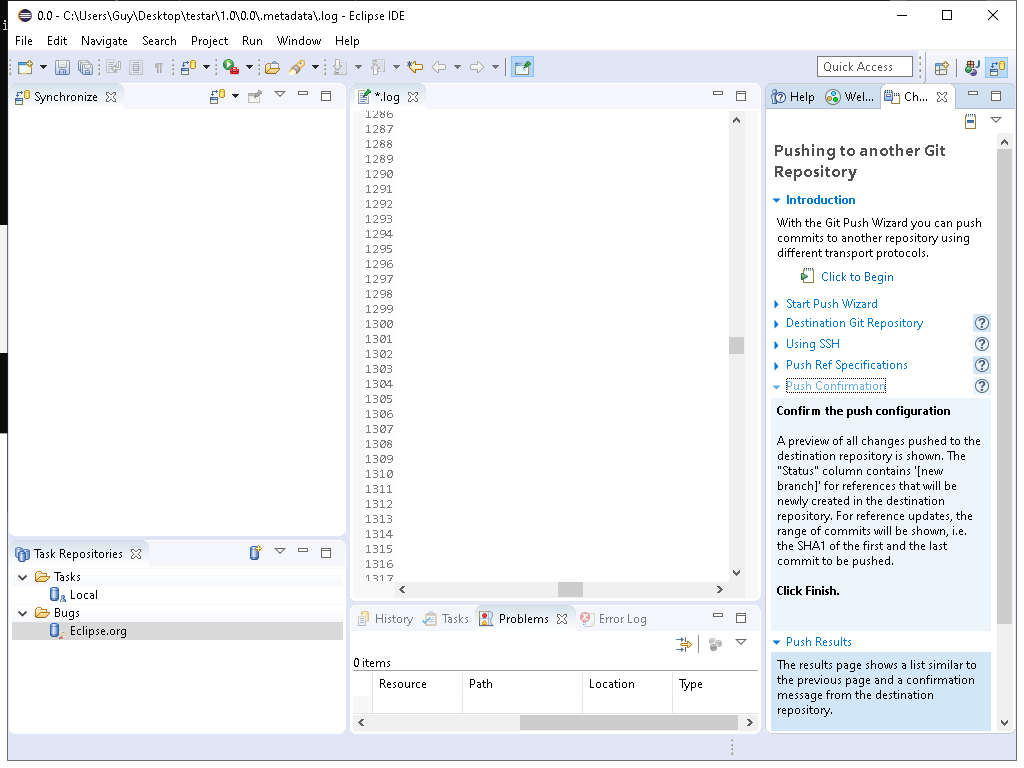 0.0 - C:\Users\Guy\Desktop\testar\1.0\0.0\.metadata\.log - Eclipse IDE
File Edit Navigate Search Project Run Window Help
Quick Access
Synchronize
*.log
1286
1287
1288
1289
1290
1291
1292
1293
1294
1295
1296
1297
1298
1299
1300
1301
1302
1303
1304
1305
1306
1307
1308
1309
1310
1311
1312
1313
1314
1315
1316
1317
Help Wel... Ch...
Pushing to another Git
Repository
Introduction
With the Git Push Wizard you can push
commits to another repository using
different transport protocols.
Click to Begin
Start Push Wizard
Destination Git Repository
Using SSH
Push Ref Specifications
Push Confirmation
Confirm the push configuration
A preview of all changes pushed to the
destination repository is shown. The
"Status" column contains '[new
branch]' for references that will be
newly created in the destination
repository. For reference updates, the
range of commits will be shown, i.e.
the SHA1 of the first and the last
commit to be pushed.
Click Finish.
Push Results
The results page shows a list similar to
the previous page and a confirmation
message from the destination
repository.
Task Repositories
Tasks
Local
Bugs
Eclipse.org
History Tasks Problems Error Log
0 items
Resource Path Location Type